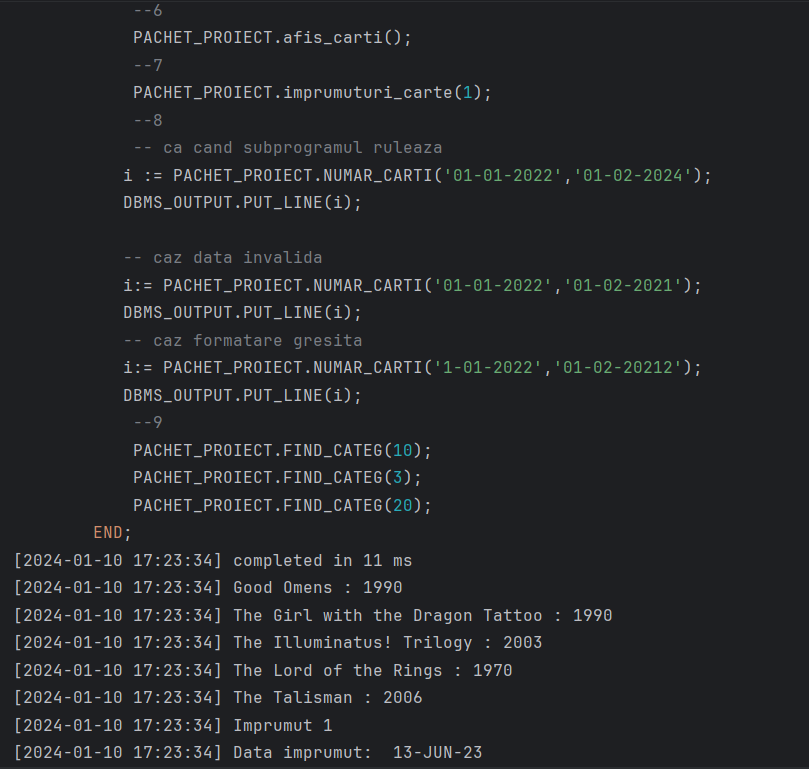 --6
PACHET_PROIECT.afis_carti();
--7
PACHET_PROIECT.imprumuturi_carte(1);
--8
-- ca cand subprogramul ruleaza
i := PACHET_PROIECT.NUMAR_CARTI('01-01-2022','01-02-2024');
DBMS_OUTPUT.PUT_LINE(i);
-- caz data invalida
i:= PACHET_PROIECT.NUMAR_CARTI('01-01-2022','01-02-2021');
DBMS_OUTPUT.PUT_LINE(i);
-- caz formatare gresita
i:= PACHET_PROIECT.NUMAR_CARTI('1-01-2022','01-02-20212');
DBMS_OUTPUT.PUT_LINE(i);
--9
PACHET_PROIECT.FIND_CATEG(10);
PACHET_PROIECT.FIND_CATEG(3);
PACHET_PROIECT.FIND_CATEG(20);
END;
[2024-01-10 17:23:34] completed in 11 ms
[2024-01-10 17:23:34] Good Omens : 1990
[2024-01-10 17:23:34] The Girl with the Dragon Tattoo : 1990
[2024-01-10 17:23:34] The Illuminatus! Trilogy : 2003
[2024-01-10 17:23:34] The Lord of the Rings : 1970
[2024-01-10 17:23:34] The Talisman : 2006
[2024-01-10 17:23:34] Imprumut 1
[2024-01-10 17:23:34] Data imprumut:  13-JUN-23